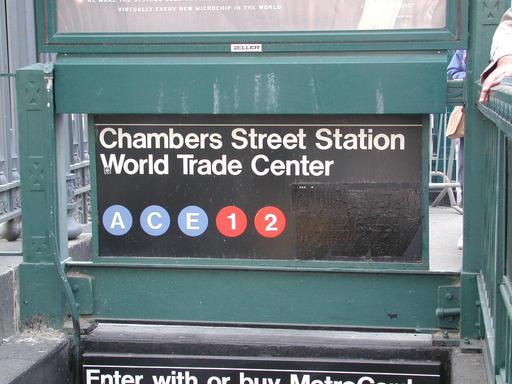 VIRTUALLY EVERY NEW MICROCHIP IN THE WORLD
Chambers Street Station
World Trade Center
A C E 1 2
Enter with or buy MetroCard